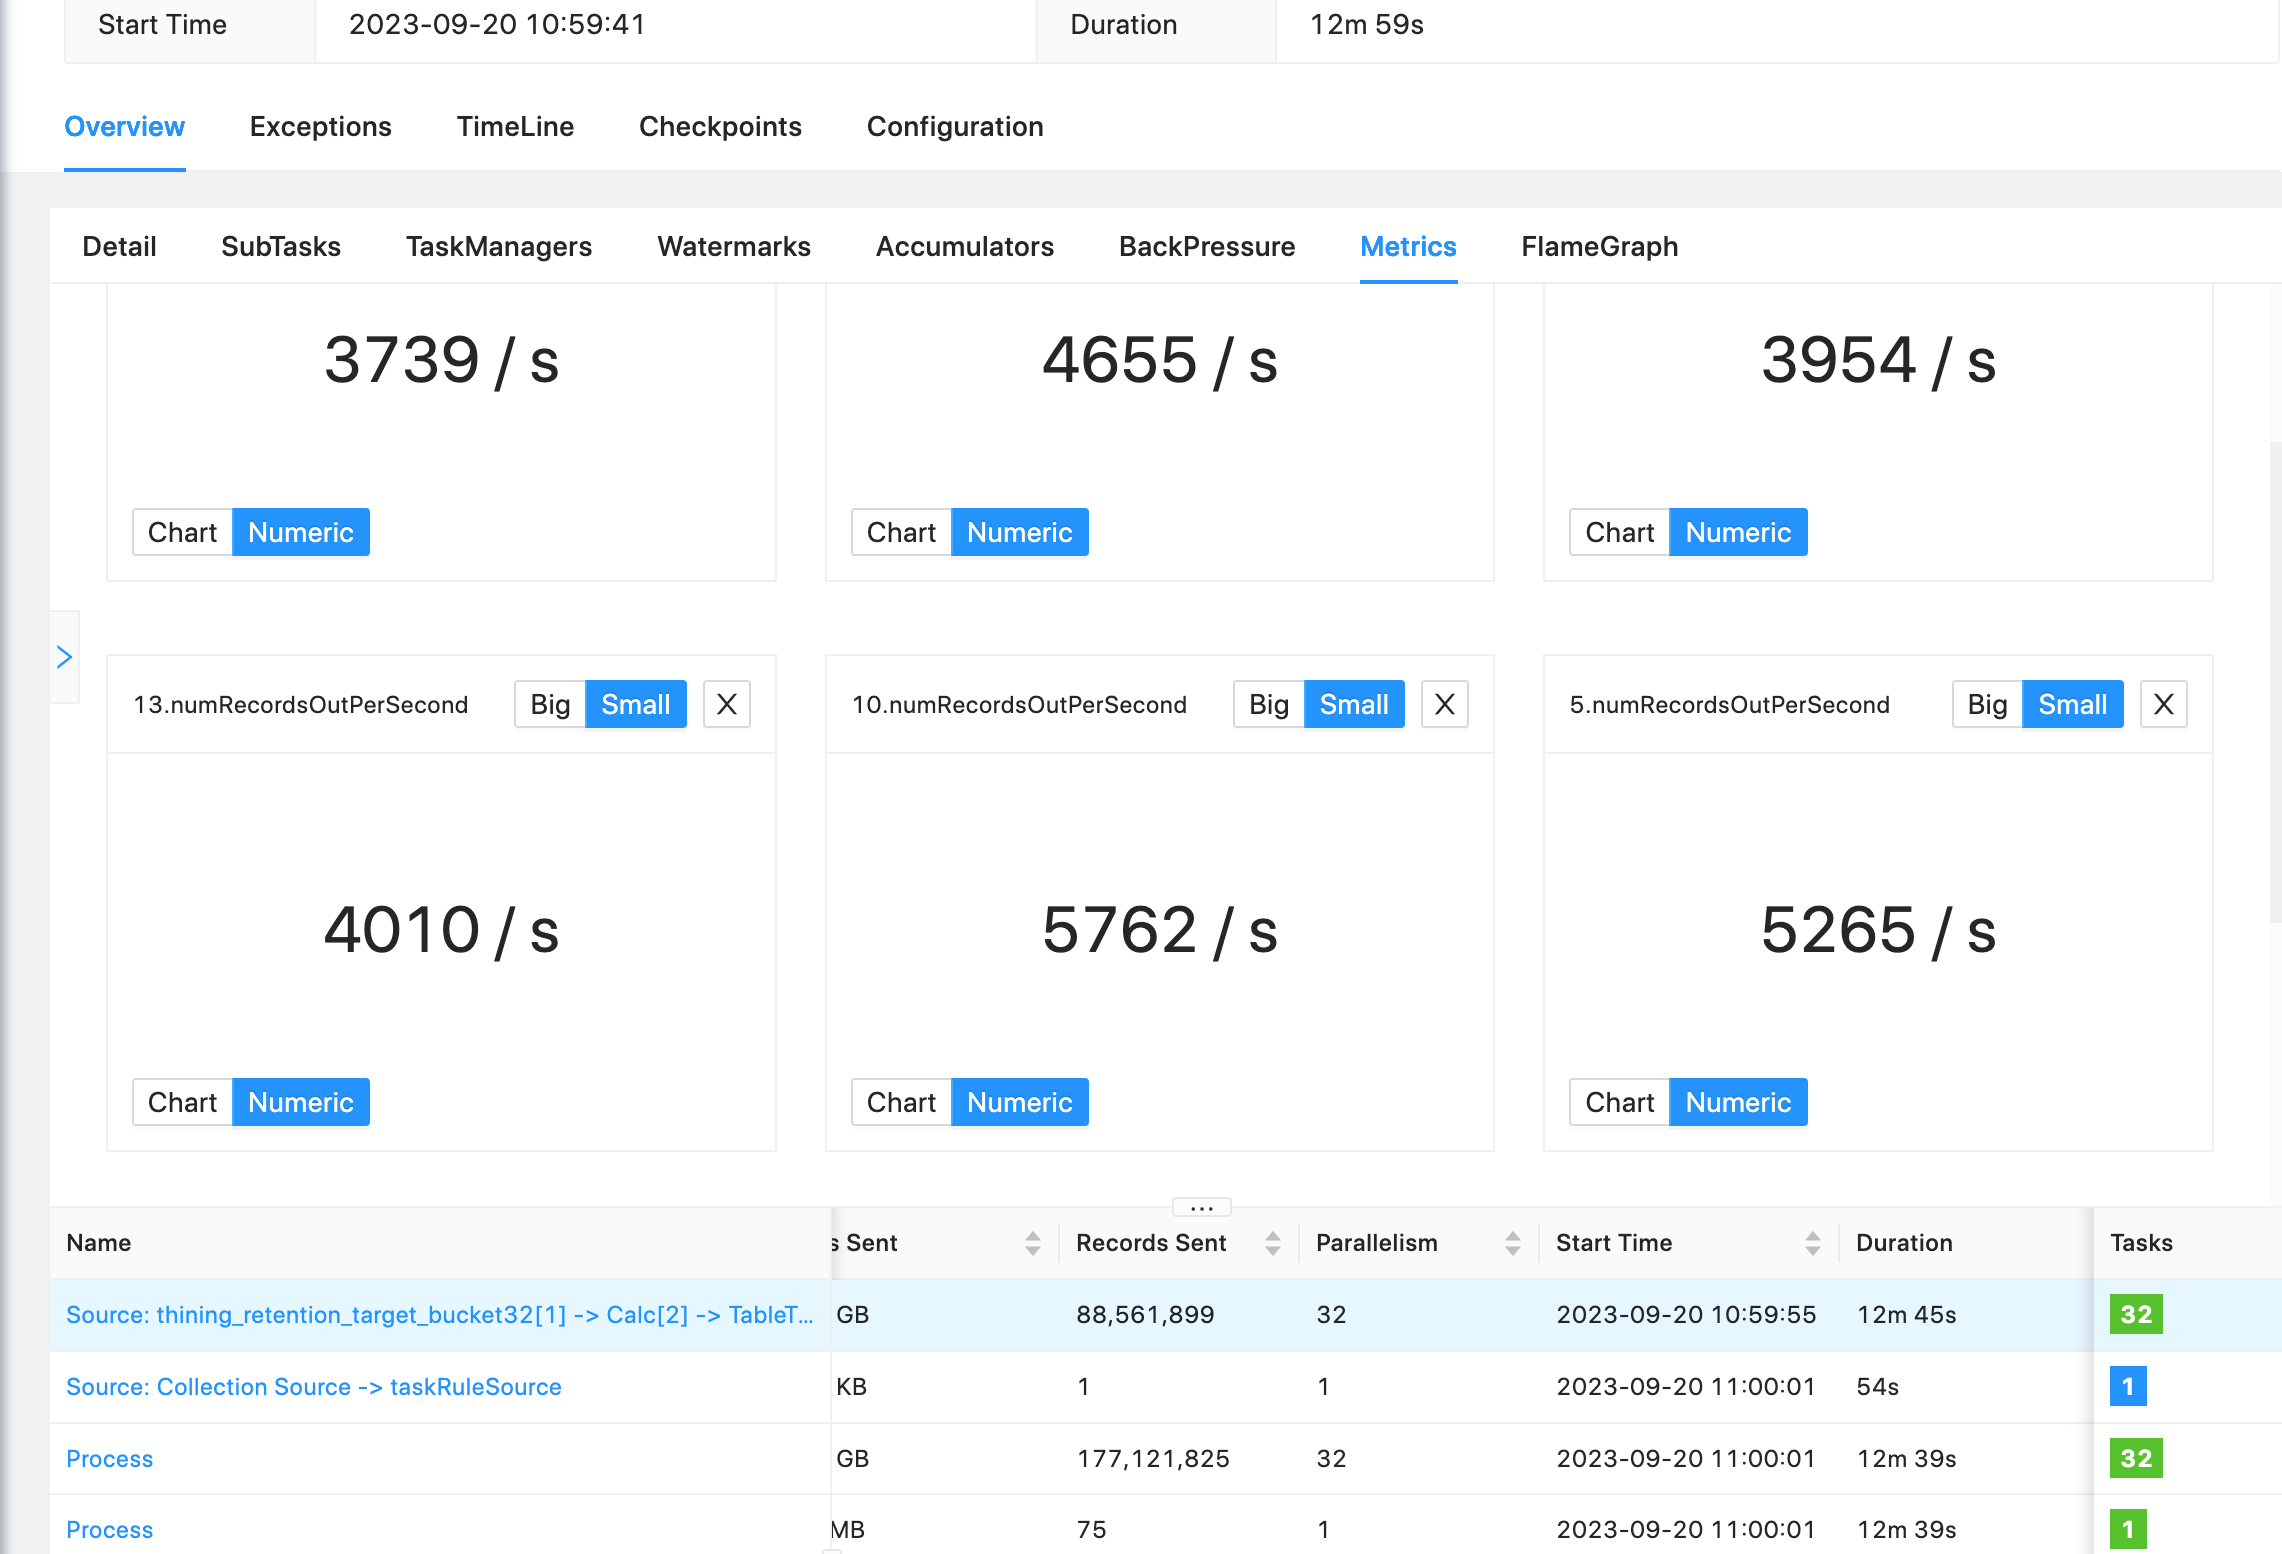 Start Time 2023-09-20 10:59:41 Duration 12m 59s
Overview Exceptions TimeLine Checkpoints Configuration
Detail SubTasks TaskManagers Watermarks Accumulators BackPressure Metrics FlameGraph
3739 / s 4655 / s 3954 / s
Chart Numeric Chart Numeric Chart Numeric
13.numRecordsOutPerSecond Big Small X 10.numRecordsOutPerSecond Big Small X 5.numRecordsOutPerSecond Big Small X
4010 / s 5762 / s 5265 / s
Chart Numeric Chart Numeric Chart Numeric
...
Name s Sent Records Sent Parallelism Start Time Duration Tasks
Source: thining_retention_target_bucket32[1] -> Calc[2] -> TableT... GB 88,561,899 32 2023-09-20 10:59:55 12m 45s 32
Source: Collection Source -> taskRuleSource KB 1 1 2023-09-20 11:00:01 54s 1
Process GB 177,121,825 32 2023-09-20 11:00:01 12m 39s 32
Process MB 75 1 2023-09-20 11:00:01 12m 39s 1